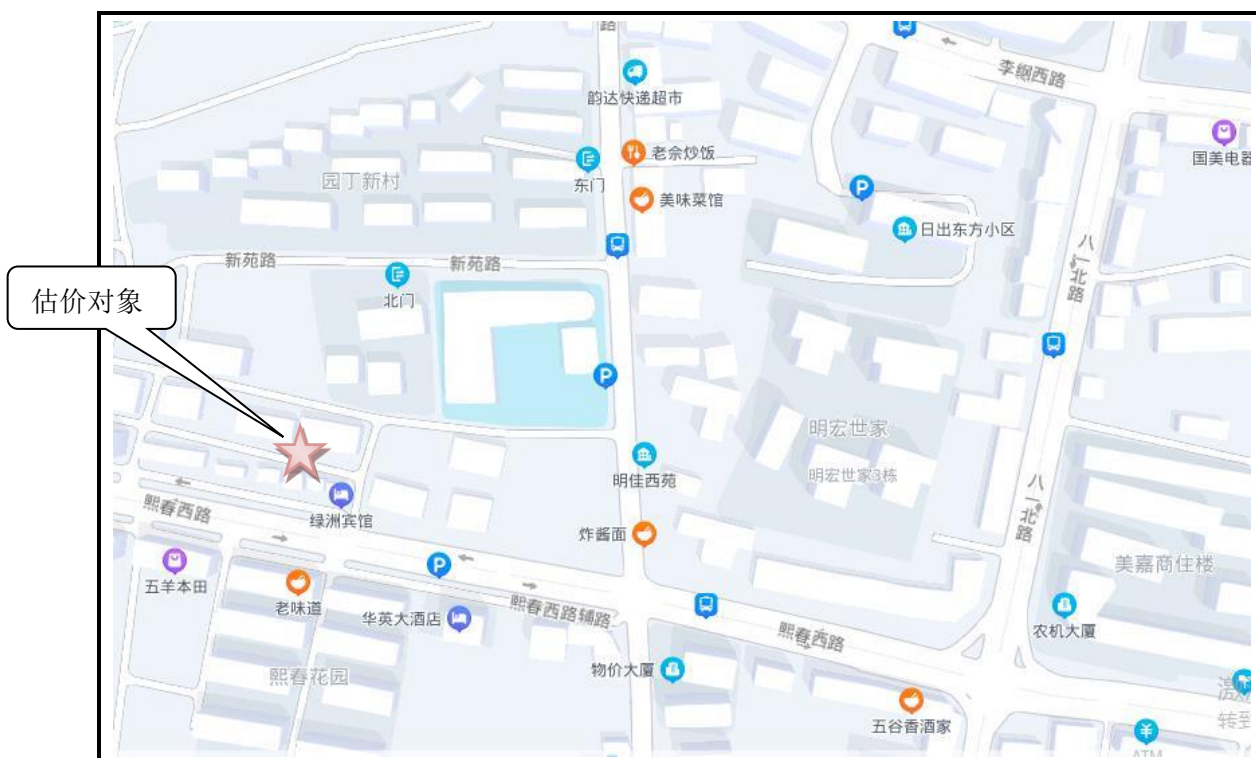 路
李纲西路
韵达快递超市
国美电器
老佘炒饭
园丁新村
东门
美味菜馆
日出东方小区
八一北路
新苑路
新苑路
北门
估价对象
明宏世家
明佳西苑
明宏世家3栋
熙春西路
绿洲宾馆
炸酱面
八一北路
五羊本田
老味道
华英大酒店
熙春西路辅路
熙春西路
美嘉商住楼
农机大厦
熙春花园
物价大厦
五谷香酒家
转到
ATM